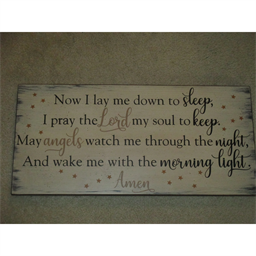 Now I lay me down to sleep,
I pray the Lord my soul to keep.
May angels watch me through the night,
And wake me with the morning light.
Amen